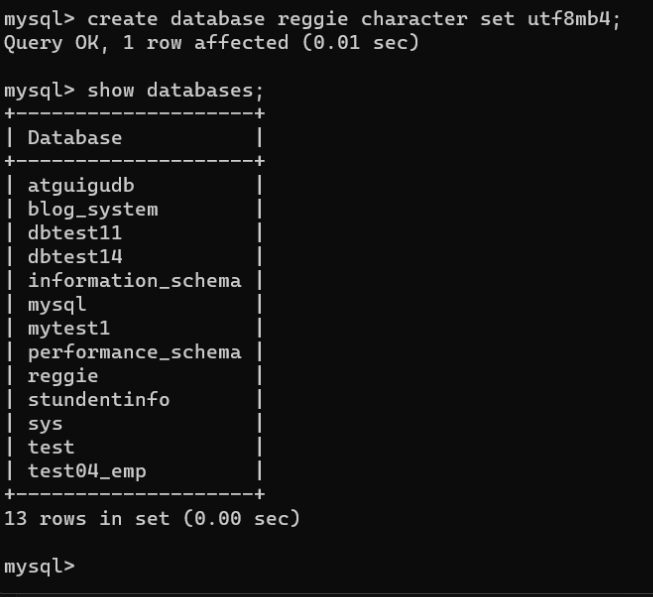 mysql> create database reggie character set utf8mb4;
Query OK, 1 row affected (0.01 sec)

mysql> show databases;
+--------------------+
| Database           |
+--------------------+
| atguigudb          |
| blog_system        |
| dbtest11           |
| dbtest14           |
| information_schema |
| mysql              |
| mytest1            |
| performance_schema |
| reggie             |
| stundentinfo       |
| sys                |
| test               |
| test04_emp         |
+--------------------+
13 rows in set (0.00 sec)

mysql>